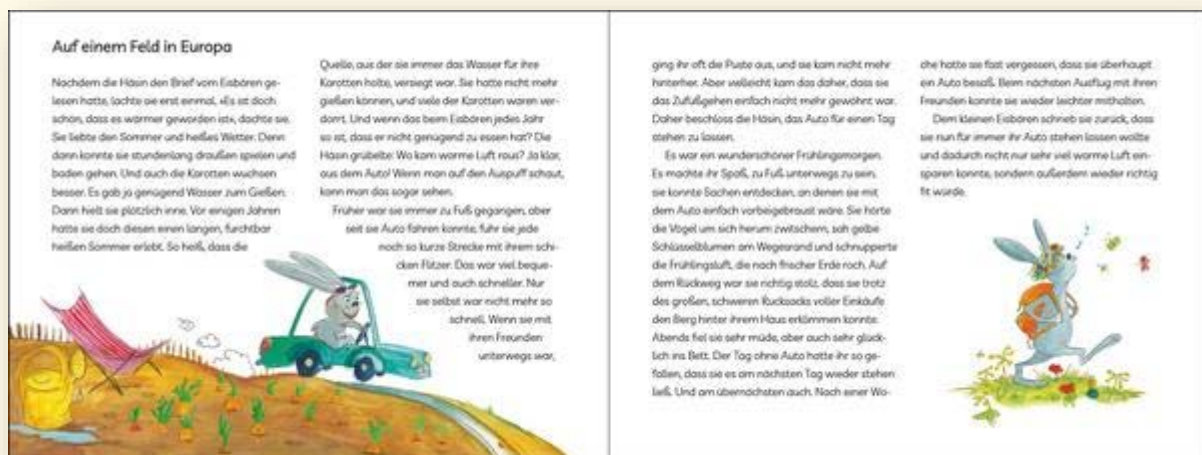 Auf einem Feld in Europa
Nachdem die Häsin den Brief vom Eisbären ge-
lesen hatte, lachte sie erst einmal. «Es ist doch
schön, dass es wärmer geworden ist», dachte sie.
Sie liebte den Sommer und heißes Wetter. Denn
dann konnte sie stundenlang draußen spielen und
baden gehen. Und auch die Karotten wuchsen
besser. Es gab ja genügend Wasser zum Gießen.
Dann hielt sie plötzlich inne. Vor einigen Jahren
hatte sie doch diesen einen langen, furchtbar
heißen Sommer erlebt. So heiß, dass die
Quelle, aus der sie immer das Wasser für ihre
Karotten holte, versiegt war. Sie hatte nicht mehr
gießen können, und viele der Karotten waren ver-
dorrt. Und wenn das beim Eisbären jedes Jahr
so ist, dass er nicht genügend zu essen hat? Die
Häsin grübelte: Wo kam warme Luft raus? Ja klar,
aus dem Auto! Wenn man auf den Auspuff schaut,
kann man das sogar sehen.
Früher war sie immer zu Fuß gegangen, aber
seit sie Auto fahren konnte, fuhr sie jede
noch so kurze Strecke mit ihrem schi-
cken Flitzer. Das war viel beque-
mer und auch schneller. Nur
sie selbst war nicht mehr so
schnell. Wenn sie mit
ihren Freunden
unterwegs war,
ging ihr oft die Puste aus, und sie kam nicht mehr
hinterher. Aber vielleicht kam das daher, dass sie
das Zufußgehen einfach nicht mehr gewöhnt war.
Daher beschloss die Häsin, das Auto für einen Tag
stehen zu lassen.
Es war ein wunderschöner Frühlingsmorgen.
Es machte ihr Spaß, zu Fuß unterwegs zu sein,
sie konnte Sachen entdecken, an denen sie mit
dem Auto einfach vorbeigebraust wäre. Sie hörte
die Vögel um sich herum zwitschern, sah gelbe
Schlüsselblumen am Wegesrand und schnupperte
die Frühlingsluft, die nach frischer Erde roch. Auf
dem Rückweg war sie richtig stolz, dass sie trotz
des großen, schweren Rucksacks voller Einkäufe
den Berg hinter ihrem Haus erklimmen konnte.
Abends fiel sie sehr müde, aber auch sehr glück-
lich ins Bett. Der Tag ohne Auto hatte ihr so ge-
fallen, dass sie es am nächsten Tag wieder stehen
ließ. Und am übernächsten auch. Nach einer Wo-
che hatte sie fast vergessen, dass sie überhaupt
ein Auto besaß. Beim nächsten Ausflug mit ihren
Freunden konnte sie wieder leichter mithalten.
Dem kleinen Eisbären schrieb sie zurück, dass
sie nun für immer ihr Auto stehen lassen wollte
und dadurch nicht nur sehr viel warme Luft ein-
sparen konnte, sondern außerdem wieder richtig
fit würde.